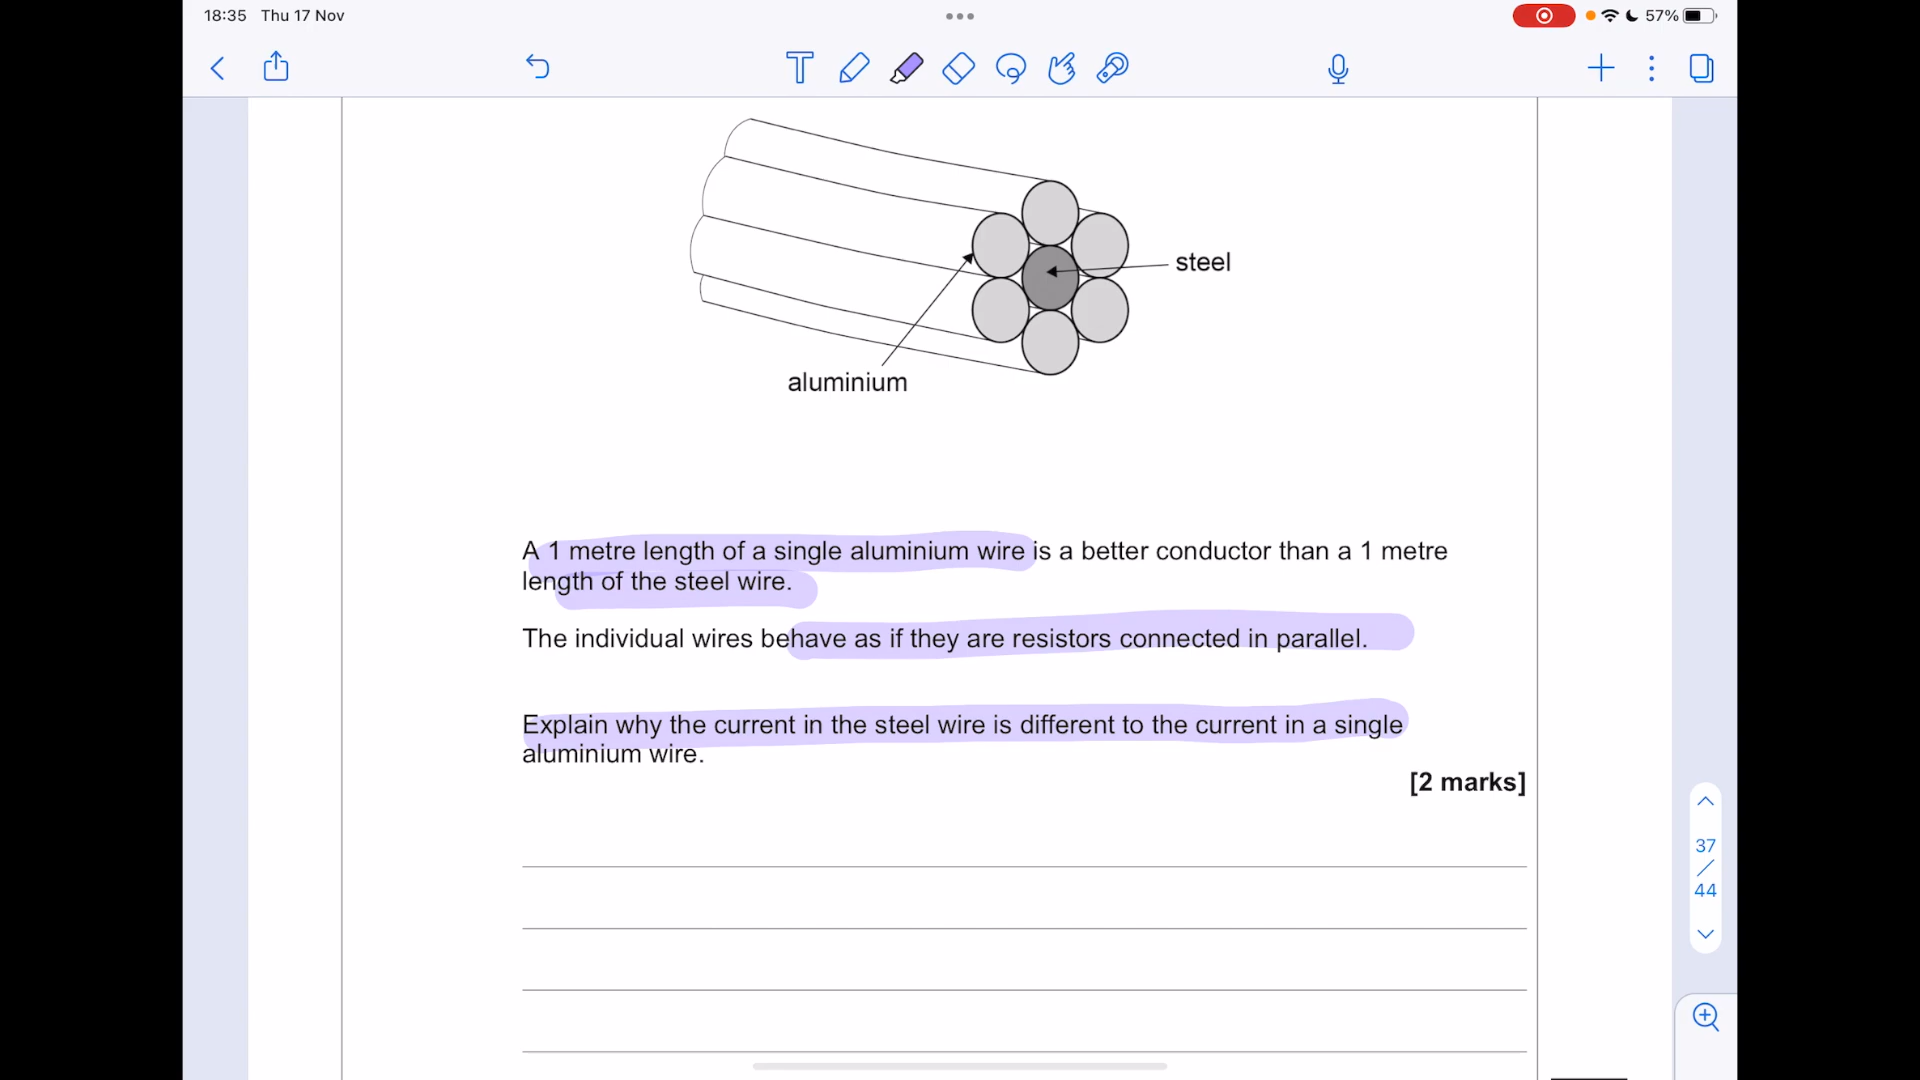 18:35 Thu 17 Nov
57%
T
steel
aluminium
A 1 metre length of a single aluminium wire is a better conductor than a 1 metre
length of the steel wire.
The individual wires behave as if they are resistors connected in parallel.
Explain why the current in the steel wire is different to the current in a single
aluminium wire.
[2 marks]
37
44